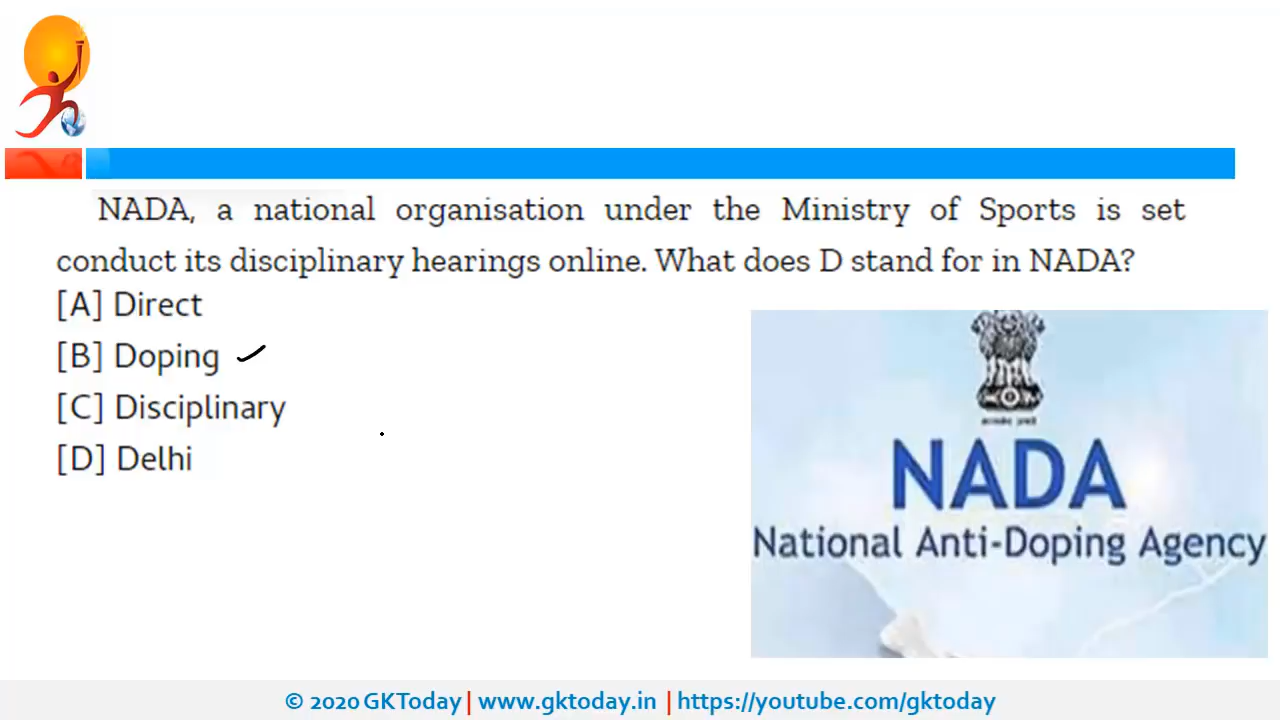 NADA, a national organisation under the Ministry of Sports is set
conduct its disciplinary hearings online. What does D stand for in NADA?
[A] Direct
[B] Doping
[C] Disciplinary
[D] Delhi
NADA
National Anti-Doping Agency
© 2020 GKToday | www.gktoday.in | https://youtube.com/gktoday